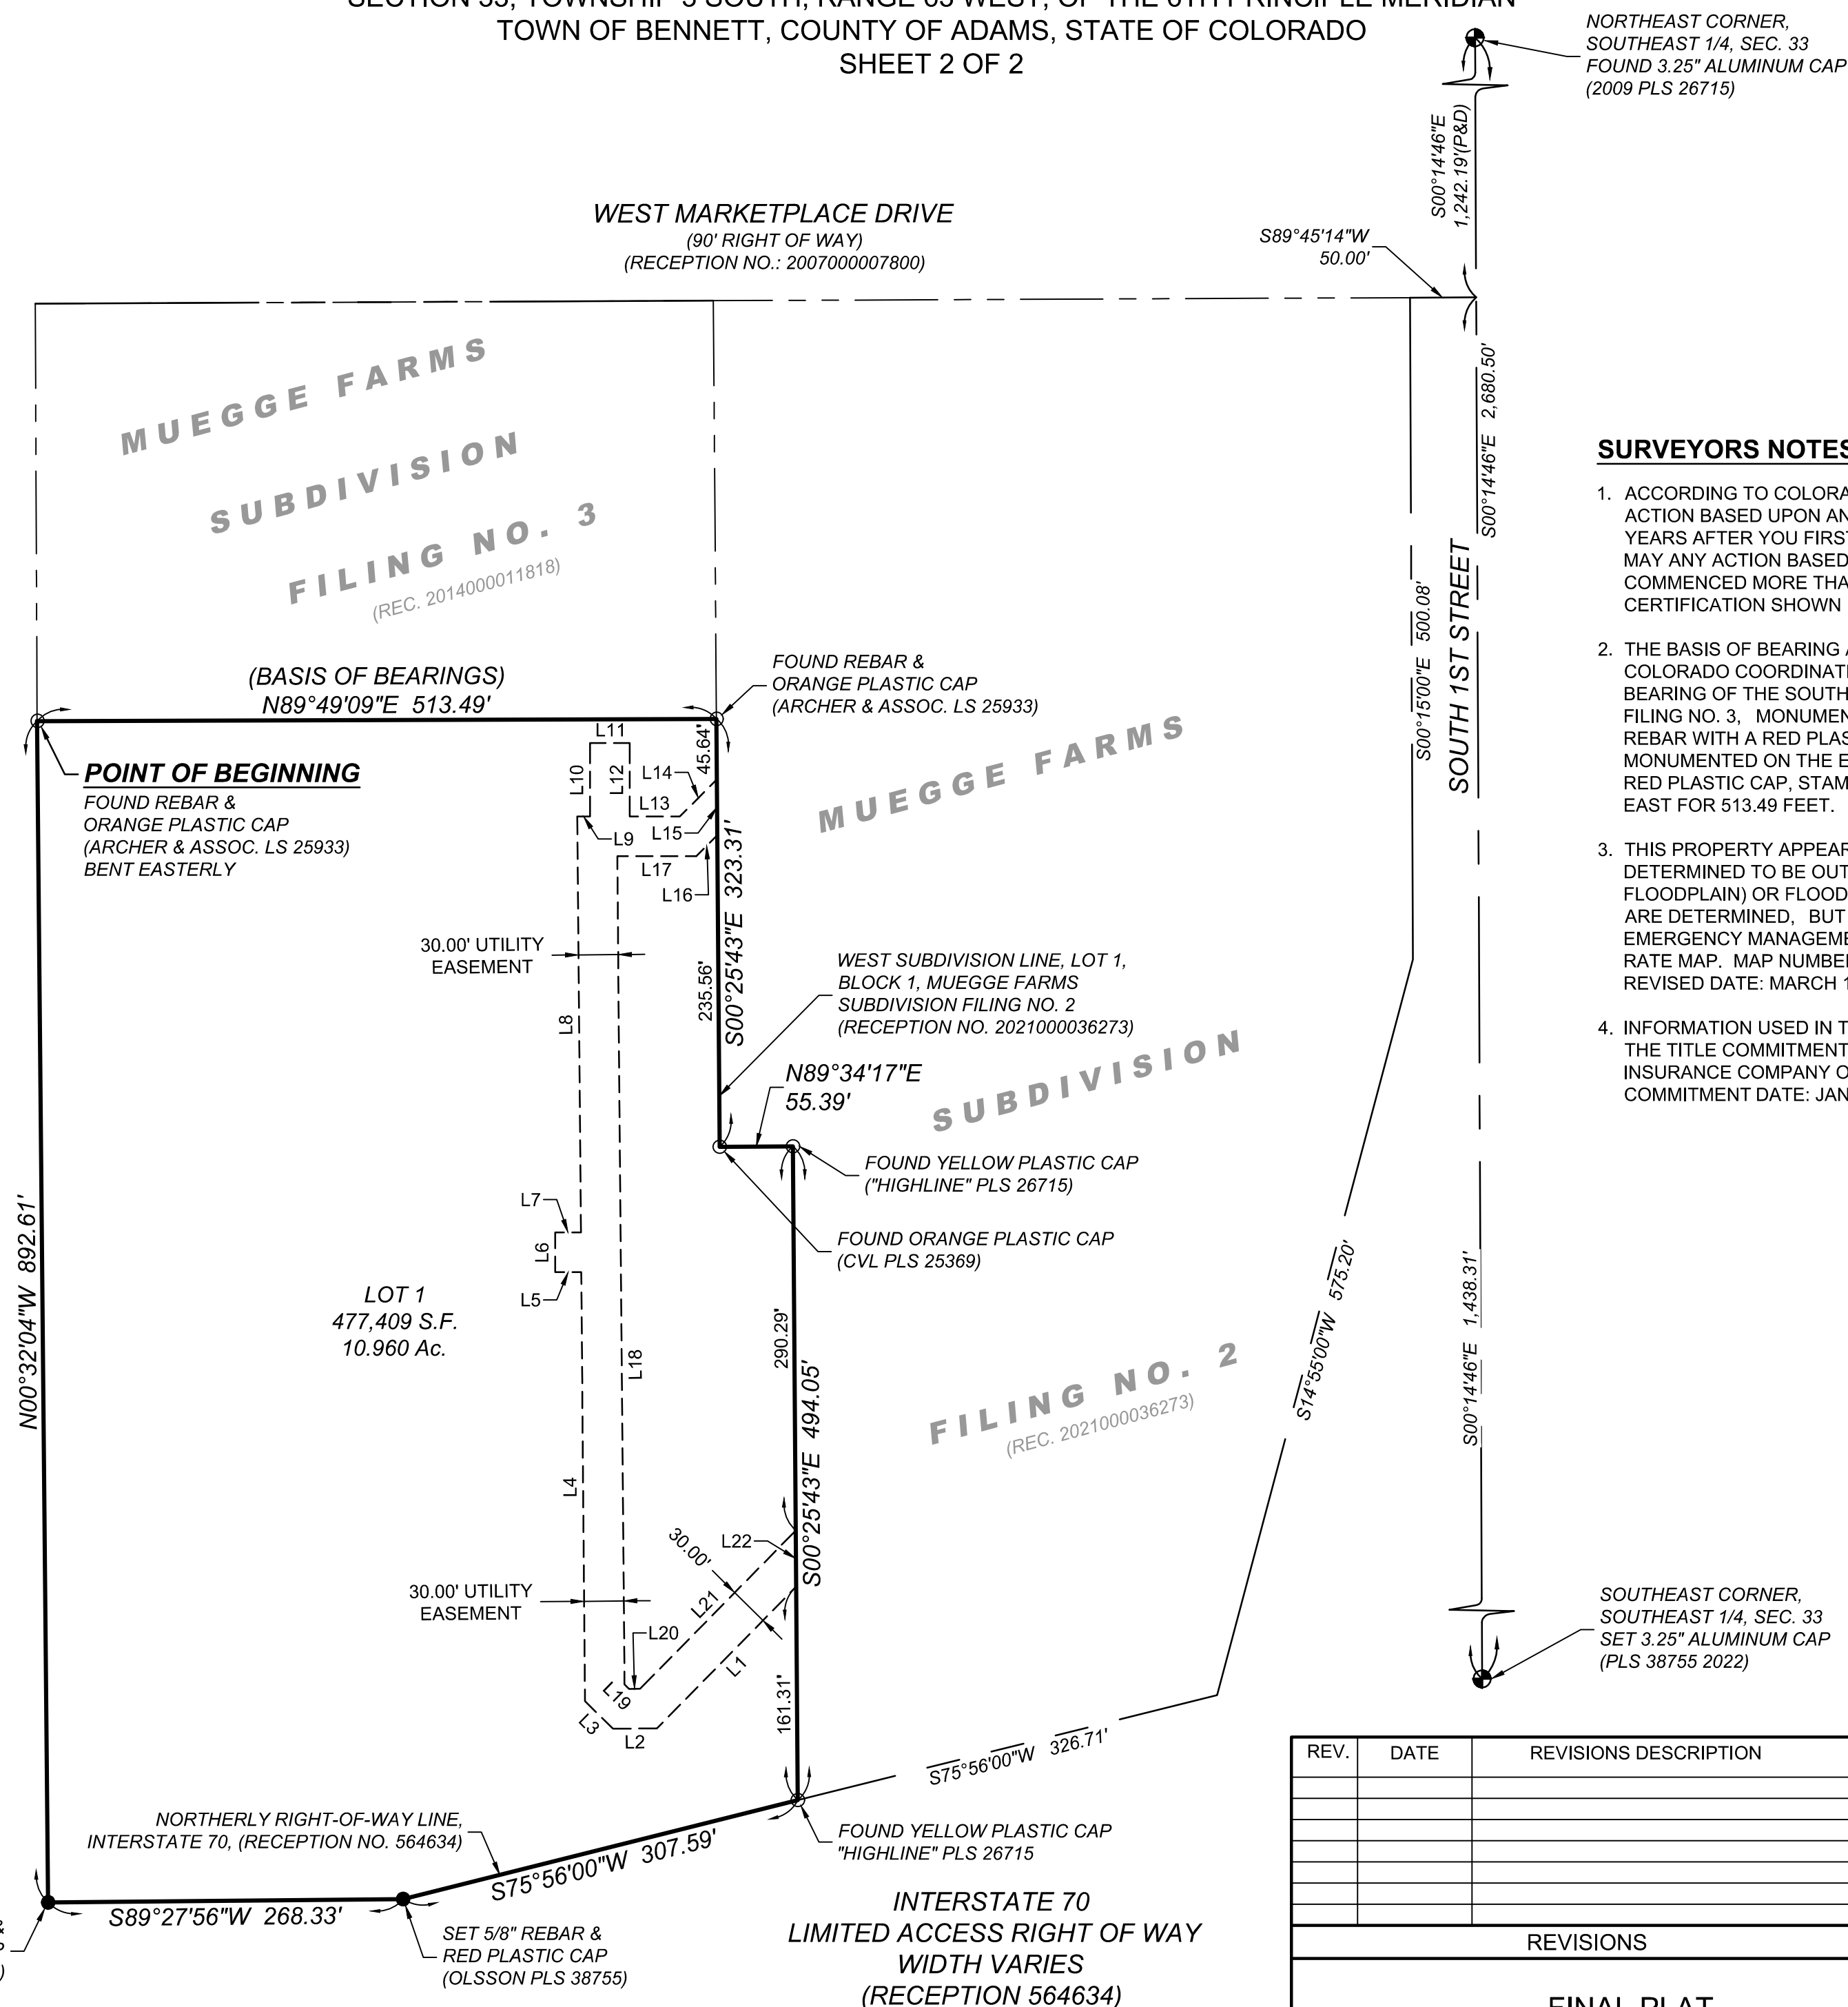 TOWN OF BENNETT, COUNTY OF ADAMS, STATE OF COLORADO
SHEET 2 OF 2
NORTHEAST CORNER,
SOUTHEAST 1/4, SEC. 33
FOUND 3.25" ALUMINUM CAP
(2009 PLS 26715)
S00°14'46"E
1,242.19'(P&D)
WEST MARKETPLACE DRIVE
(90' RIGHT OF WAY)
(RECEPTION NO.: 2007000007800)
S89°45'14"W
50.00'
MUEGGE FARMS
SUBDIVISION
FILING NO. 3
(REC. 2014000011818)
S00°14'46"E 2,680.50'
SOUTH 1ST STREET
S00°15'00"E 500.08'
(BASIS OF BEARINGS)
N89°49'09"E 513.49'
FOUND REBAR &
ORANGE PLASTIC CAP
(ARCHER & ASSOC. LS 25933)
POINT OF BEGINNING
FOUND REBAR &
ORANGE PLASTIC CAP
(ARCHER & ASSOC. LS 25933)
BENT EASTERLY
L11
L10
L12
L14
45.64'
L13
L9
L15
L17
L16
S00°25'43"E 323.31'
235.56'
30.00' UTILITY
EASEMENT
L8
MUEGGE FARMS
SUBDIVISION
FILING NO. 2
(REC. 2021000036273)
WEST SUBDIVISION LINE, LOT 1,
BLOCK 1, MUEGGE FARMS
SUBDIVISION FILING NO. 2
(RECEPTION NO. 2021000036273)
N89°34'17"E
55.39'
FOUND YELLOW PLASTIC CAP
("HIGHLINE" PLS 26715)
FOUND ORANGE PLASTIC CAP
(CVL PLS 25369)
L7
L6
L5
N00°32'04"W 892.61'
LOT 1
477,409 S.F.
10.960 Ac.
L18
290.29'
S00°25'43"E 494.05'
L4
30.00'
L22
L21
30.00' UTILITY
EASEMENT
L20
L19
L1
L3
L2
161.31'
S14°55'00"W 575.20'
S00°14'46"E 1,438.31'
S75°56'00"W 326.71'
SOUTHEAST CORNER,
SOUTHEAST 1/4, SEC. 33
SET 3.25" ALUMINUM CAP
(PLS 38755 2022)
NORTHERLY RIGHT-OF-WAY LINE,
INTERSTATE 70, (RECEPTION NO. 564634)
S75°56'00"W 307.59'
FOUND YELLOW PLASTIC CAP
"HIGHLINE" PLS 26715
S89°27'56"W 268.33'
SET 5/8" REBAR &
RED PLASTIC CAP
(OLSSON PLS 38755)
INTERSTATE 70
LIMITED ACCESS RIGHT OF WAY
WIDTH VARIES
(RECEPTION 564634)
SURVEYORS NOTES
1. ACCORDING TO
ACTION BASED UPON
YEARS AFTER YOU FIRST
MAY ANY ACTION BASED
COMMENCED MORE
CERTIFICATION SHOWN
2. THE BASIS OF BEARING
COLORADO
BEARING OF THE
FILING NO. 3, 
REBAR WITH A RED
MONUMENTED ON THE
RED PLASTIC CAP,
EAST FOR 513.49 FEET.
3. THIS PROPERTY
DETERMINED TO BE
FLOODPLAIN) OR
ARE DETERMINED, BUT
EMERGENCY
RATE MAP. MAP
REVISED DATE: MARCH
4. INFORMATION USED IN
THE TITLE COMMITMENT
INSURANCE COMPANY
COMMITMENT DATE:
REV. DATE REVISIONS DESCRIPTION
REVISIONS
FINAL PLAT